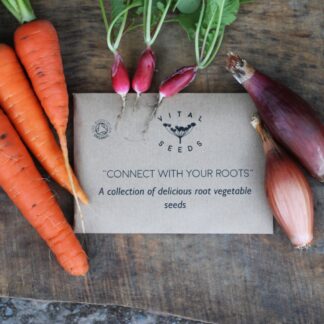 VITAL
SEEDS
"CONNECT WITH YOUR ROOTS"
A collection of delicious root vegetable
seeds